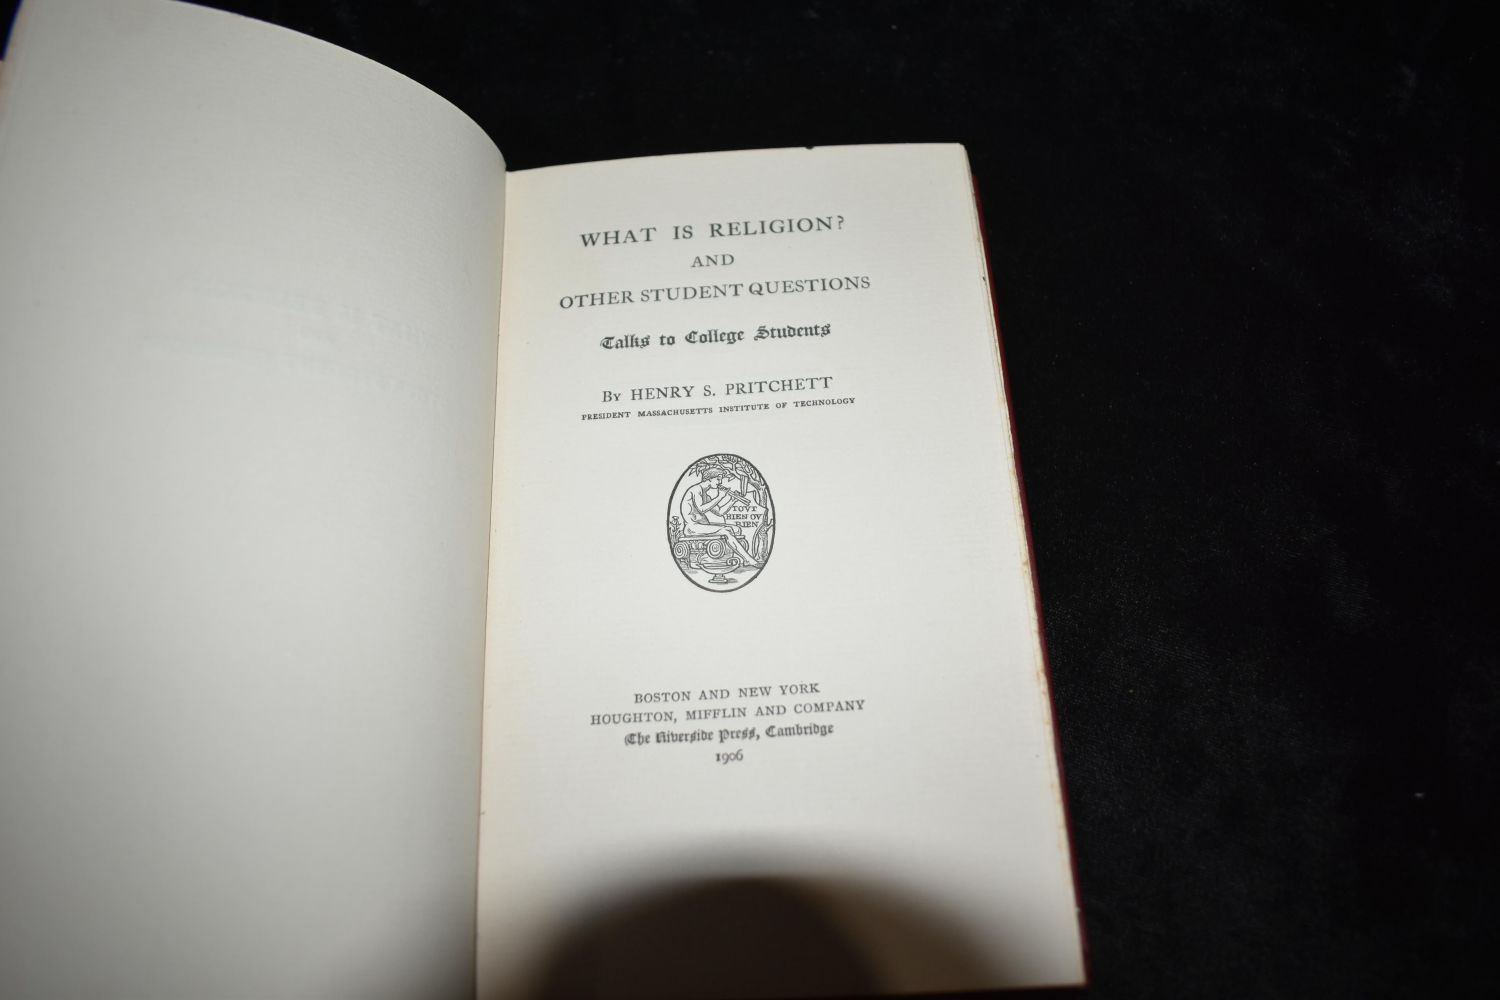 WHAT IS RELIGION?
AND
OTHER STUDENT QUESTIONS
Talks to College Students
By HENRY S. PRITCHETT
PRESIDENT MASSACHUSETTS INSTITUTE OF TECHNOLOGY
TOVT
BIEN OV
RIEN
BOSTON AND NEW YORK
HOUGHTON, MIFFLIN AND COMPANY
The Riverside Press, Cambridge
1906